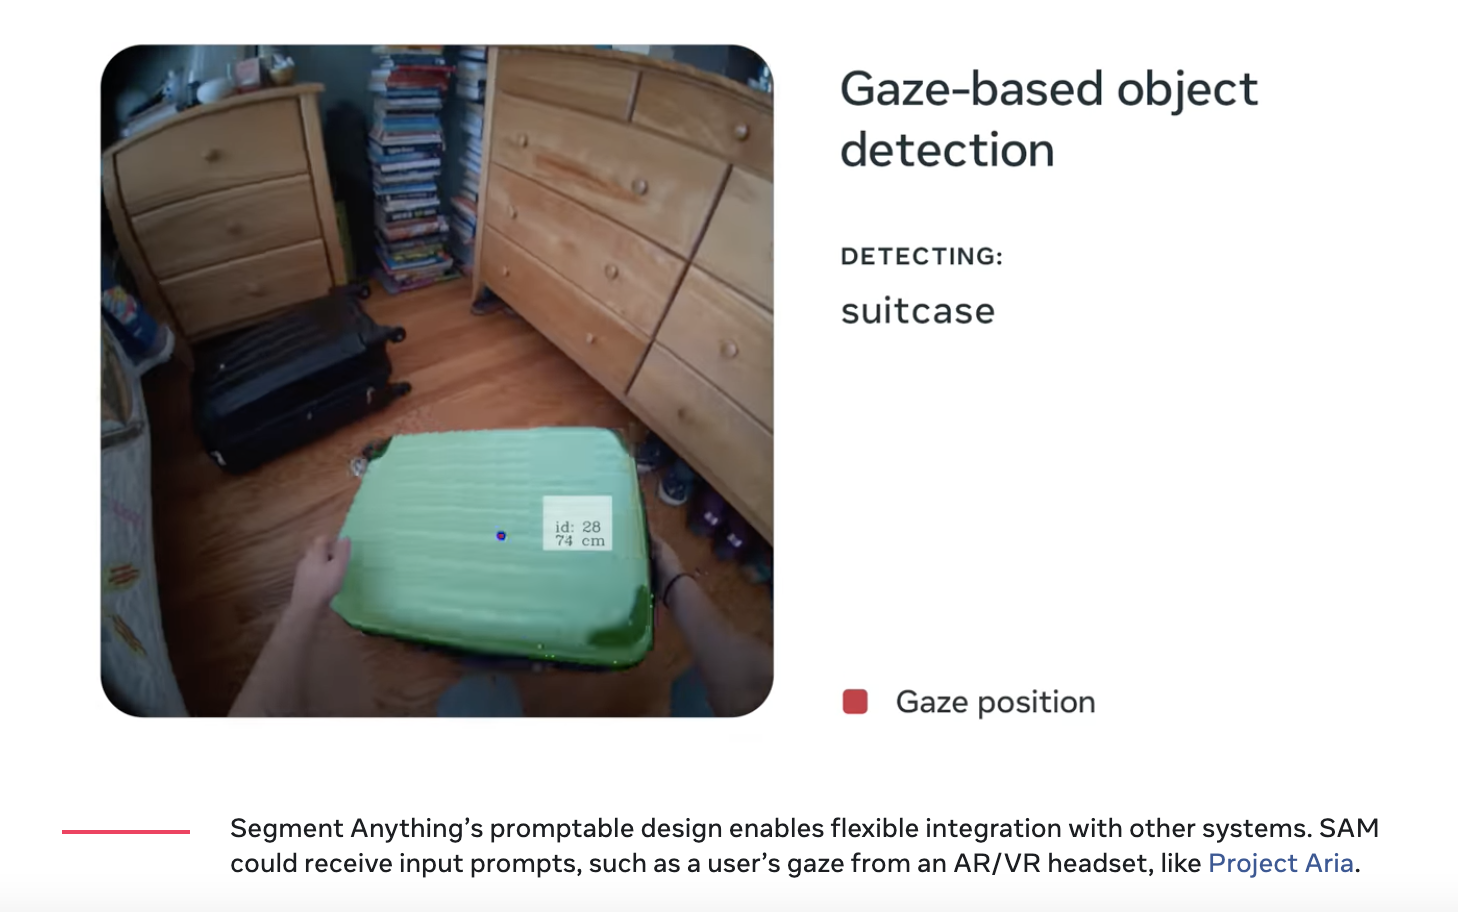 Gaze-based object
detection
DETECTING:
suitcase
id: 28
74 cm
Gaze position
Segment Anything's promptable design enables flexible integration with other systems. SAM
could receive input prompts, such as a user's gaze from an AR/VR headset, like Project Aria.